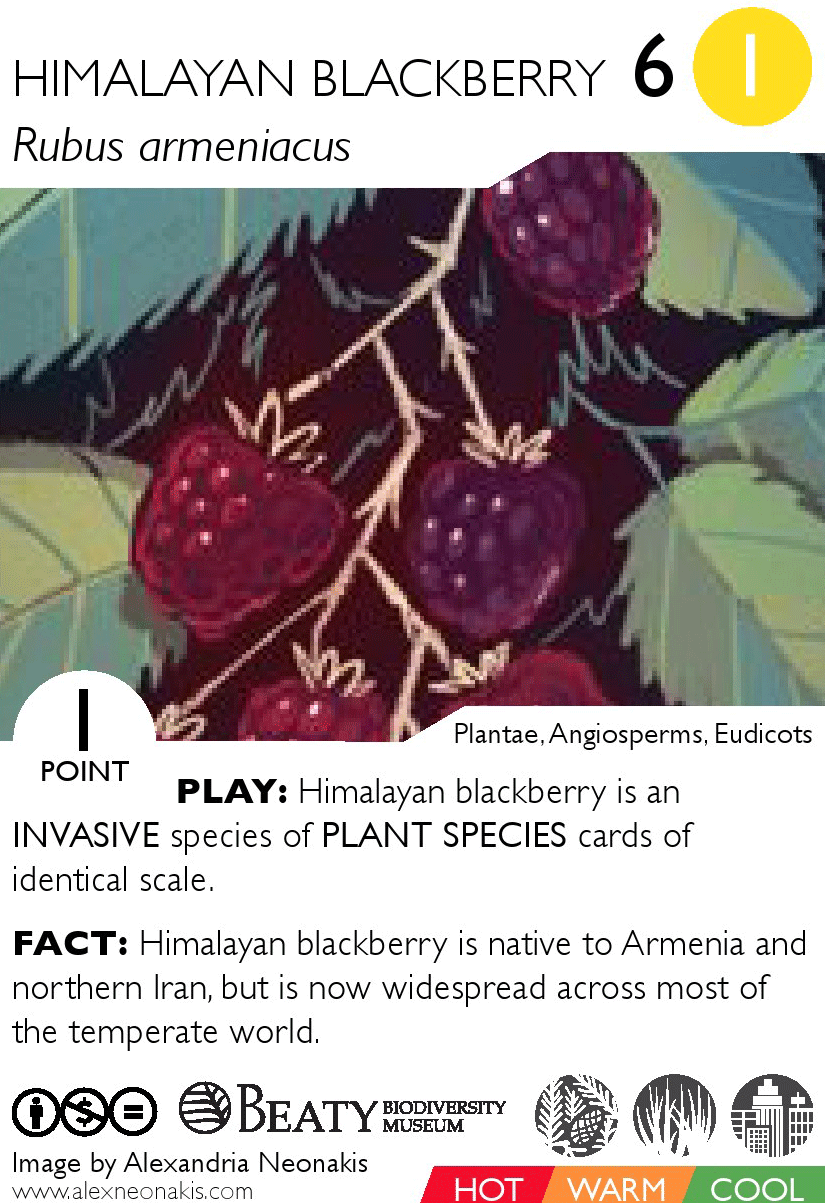 HIMALAYAN BLACKBERRY 6 1
Rubus armeniacus
1
POINT
Plantae, Angiosperms, Eudicots
PLAY: Himalayan blackberry is an
INVASIVE species of PLANT SPECIES cards of
identical scale.
FACT: Himalayan blackberry is native to Armenia and
northern Iran, but is now widespread across most of
the temperate world.
BEATY BIODIVERSITY
MUSEUM
Image by Alexandria Neonakis
www.alexneonakis.com
HOT WARM COOL